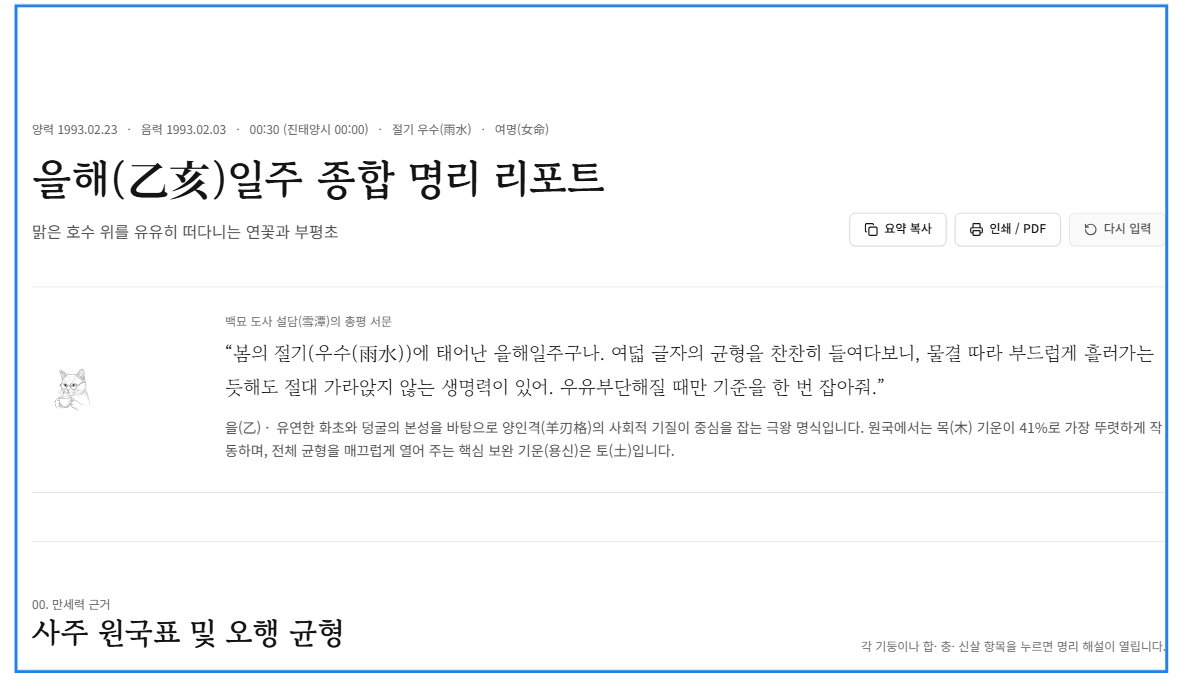 양력 1993.02.23 · 음력 1993.02.03 · 00:30 (진태양시 00:00) · 절기 우수(雨水) · 여명(女命)
을해(乙亥)일주 종합 명리 리포트
맑은 호수 위를 유유히 떠다니는 연꽃과 부평초
요약 복사
인쇄 / PDF
다시 입력
백묘 도사 설담(雪潭)의 총평 서문
“봄의 절기(우수(雨水))에 태어난 을해일주구나. 여덟 글자의 균형을 찬찬히 들여다보니, 물결 따라 부드럽게 흘러가는
듯해도 절대 가라앉지 않는 생명력이 있어. 우유부단해질 때만 기준을 한 번 잡아줘.”
을(乙) · 유연한 화초와 덩굴의 본성을 바탕으로 양인격(羊刃格)의 사회적 기질이 중심을 잡는 극왕 명식입니다. 원국에서는 목(木) 기운이 41%로 가장 뚜렷하게 작
동하며, 전체 균형을 매끄럽게 열어 주는 핵심 보완 기운(용신)은 토(土)입니다.
00. 만세력 근거
사주 원국표 및 오행 균형
각 기둥이나 합· 충· 신살 항목을 누르면 명리 해설이 열립니다.